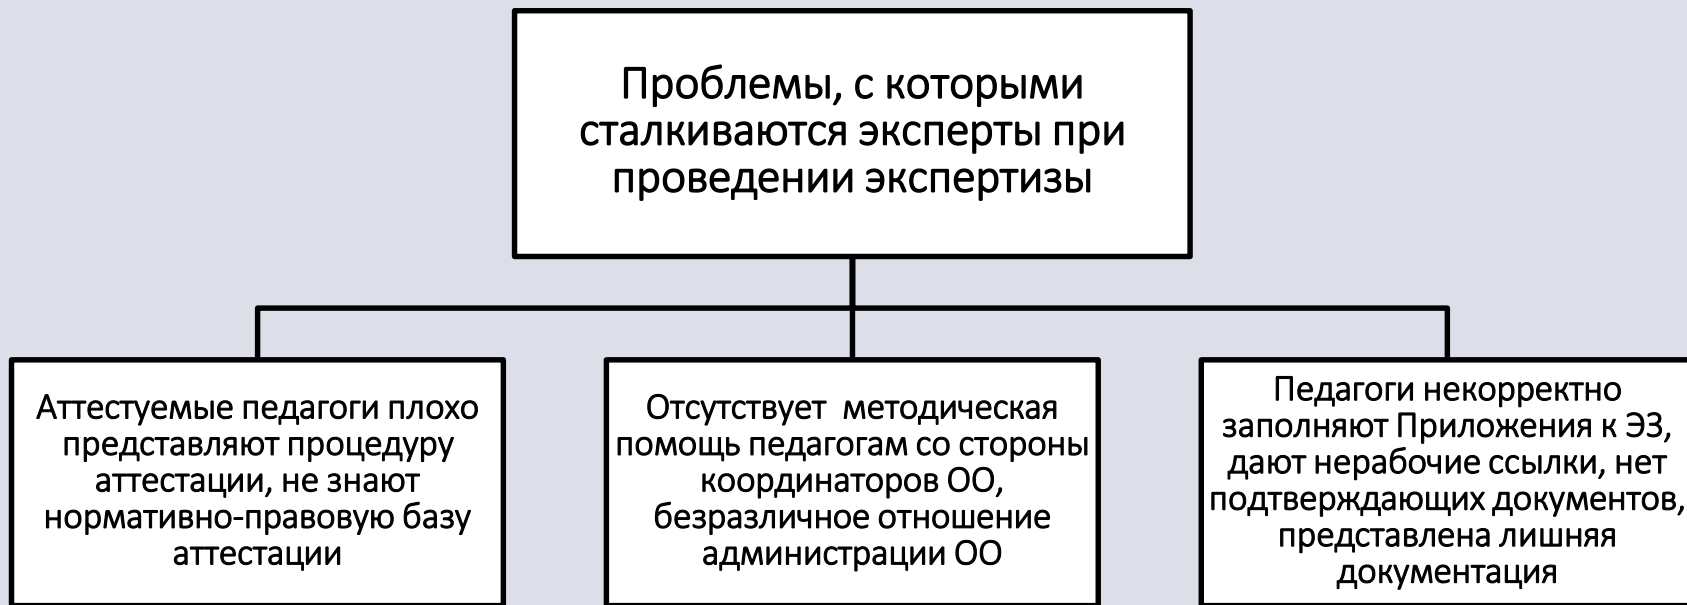 Проблемы, с которыми
сталкиваются эксперты при
проведении экспертизы
Аттестуемые педагоги плохо
представляют процедуру
аттестации, не знают
нормативно-правовую базу
аттестации
Отсутствует методическая
помощь педагогам со стороны
координаторов ОО,
безразличное отношение
администрации ОО
Педагоги некорректно
заполняют Приложения к ЭЗ,
дают нерабочие ссылки, нет
подтверждающих документов,
представлена лишняя
документация